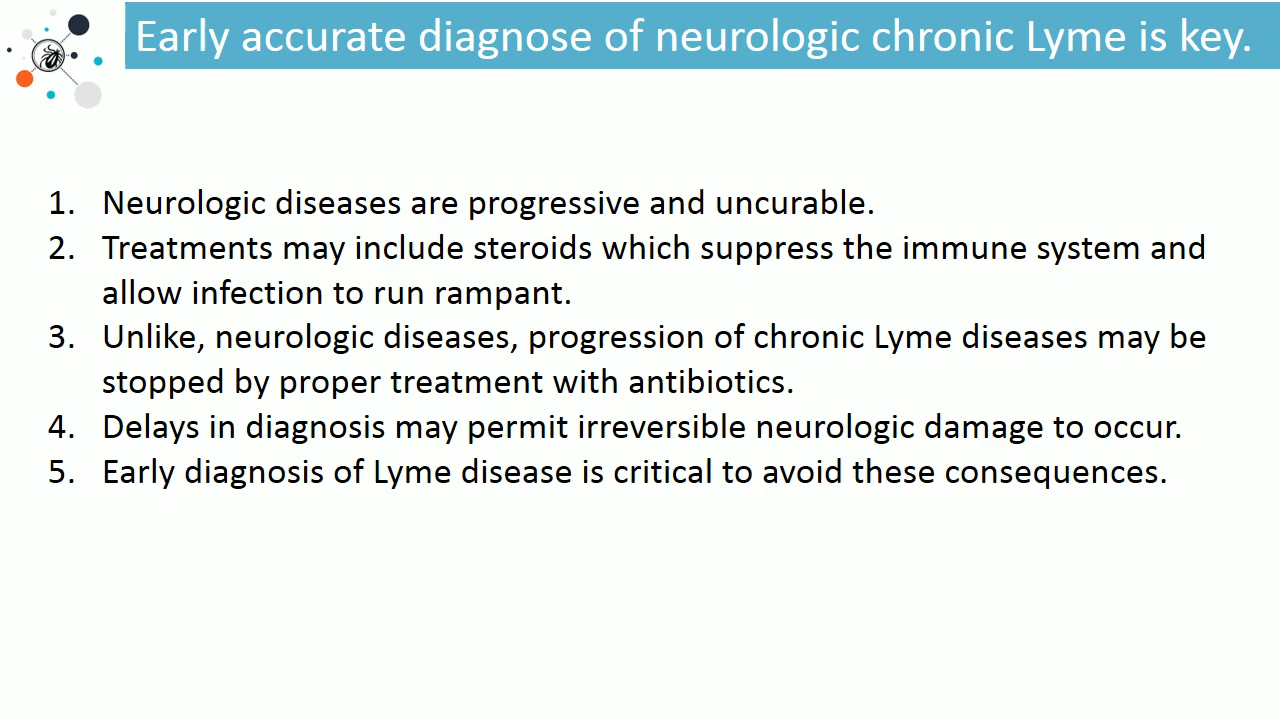 Early accurate diagnose of neurologic chronic Lyme is key.
1. Neurologic diseases are progressive and uncurable.
2. Treatments may include steroids which suppress the immune system and
allow infection to run rampant.
3. Unlike, neurologic diseases, progression of chronic Lyme diseases may be
stopped by proper treatment with antibiotics.
4. Delays in diagnosis may permit irreversible neurologic damage to occur.
5. Early diagnosis of Lyme disease is critical to avoid these consequences.